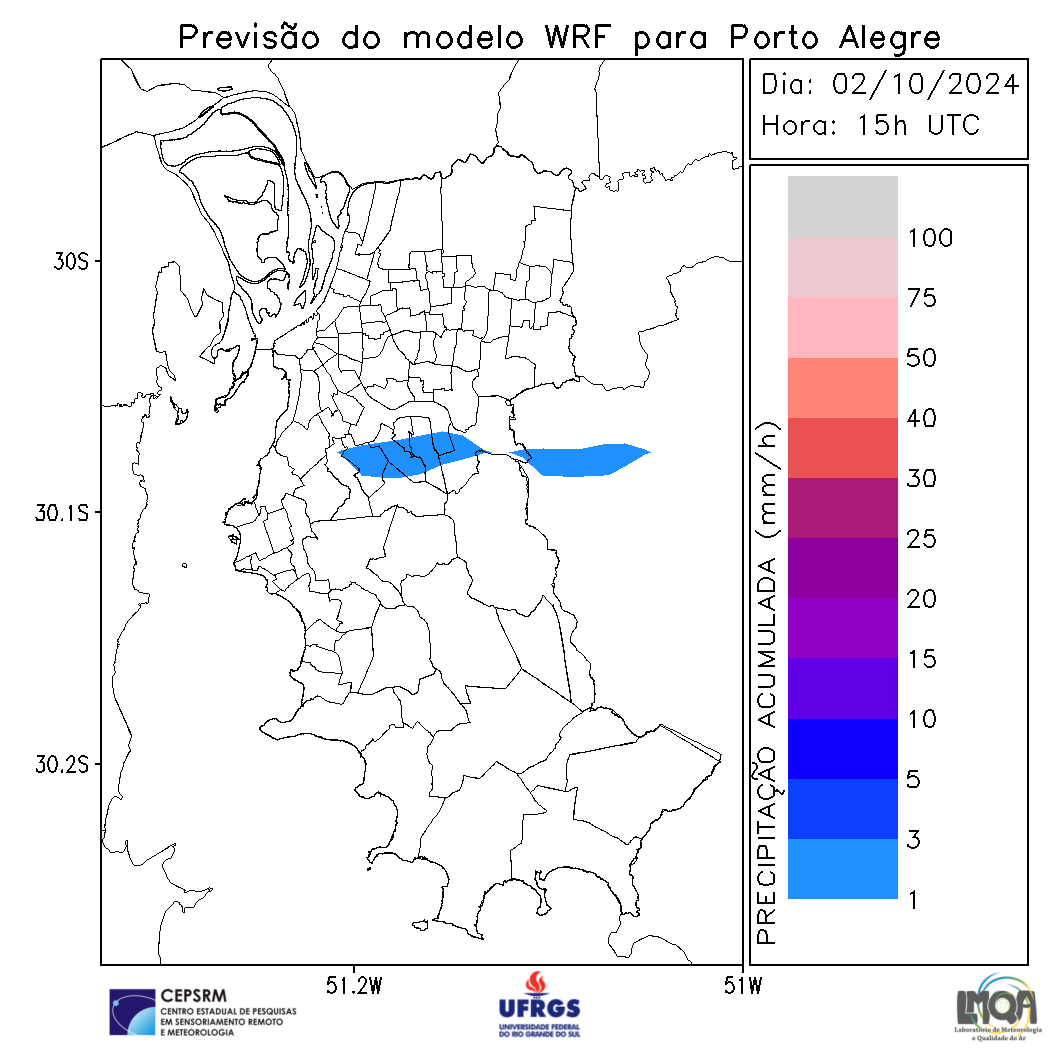 Previsão do modelo WRF para Porto Alegre
Dia: 02/10/2024
Hora: 15h UTC
30S
30.1S
30.2S
51.2W
51W
PRECIPITAÇÃO ACUMULADA (mm/h)
100
75
50
40
30
25
20
15
10
5
3
1
CEPSRM
CENTRO ESTADUAL DE PESQUISAS
EM SENSORIAMENTO REMOTO
E METEOROLOGIA
UFRGS
UNIVERSIDADE FEDERAL
DO RIO GRANDE DO SUL
LMQA
Laboratório de Meteorologia
e Qualidade do Ar